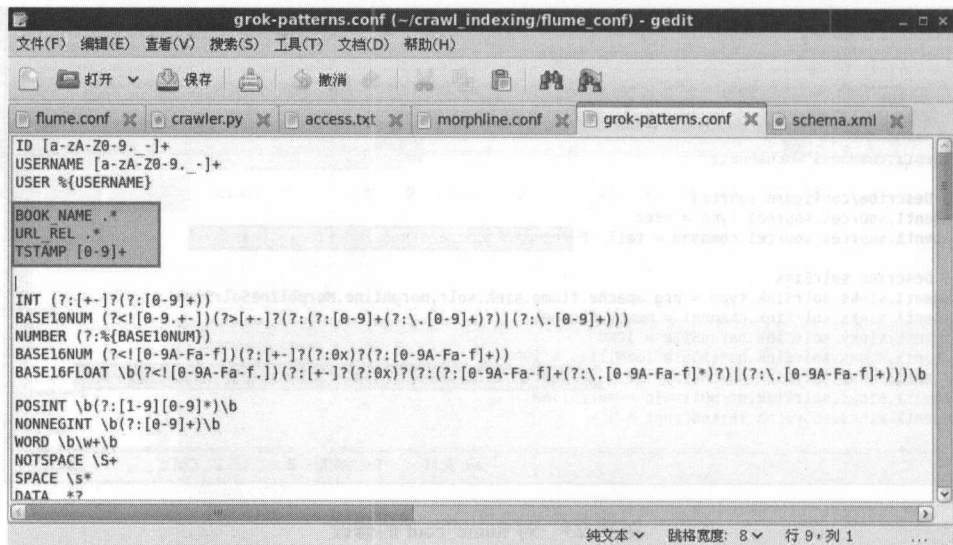 grok-patterns.conf (~/crawl_indexing/flume_conf) - gedit
文件(F) 编辑(E) 查看(V) 搜索(S) 工具(T) 文档(D) 帮助(H)
打开 保存 撤消
flume.conf crawler.py access.txt morphline.conf grok-patterns.conf schema.xml
ID [a-zA-Z0-9._-]+
USERNAME [a-zA-Z0-9._-]+
USER %{USERNAME}
BOOK_NAME .*
URL_REL .*
TSTAMP [0-9]+
INT (?:[+-]?(?:[0-9]+))
BASE10NUM (?<![0-9.+-])(?>[+-]?(?:(?:[0-9]+(?:\.[0-9]+)?)|(?:\.[0-9]+)))
NUMBER (?:%{BASE10NUM})
BASE16NUM (?<![0-9A-Fa-f])(?:[+-]?(?:0x)?(?:[0-9A-Fa-f]+))
BASE16FLOAT \b(?<![0-9A-Fa-f.])(?:[+-]?(?:0x)?(?:(?:[0-9A-Fa-f]+(?:\.[0-9A-Fa-f]*)?)|(?:\.[0-9A-Fa-f]+)))\b
POSINT \b(?:[1-9][0-9]*)\b
NONNEGINT \b(?:[0-9]+)\b
WORD \b\w+\b
NOTSPACE \S+
SPACE \s*
DATA .*?
纯文本 跳格宽度: 8 行 9, 列 1